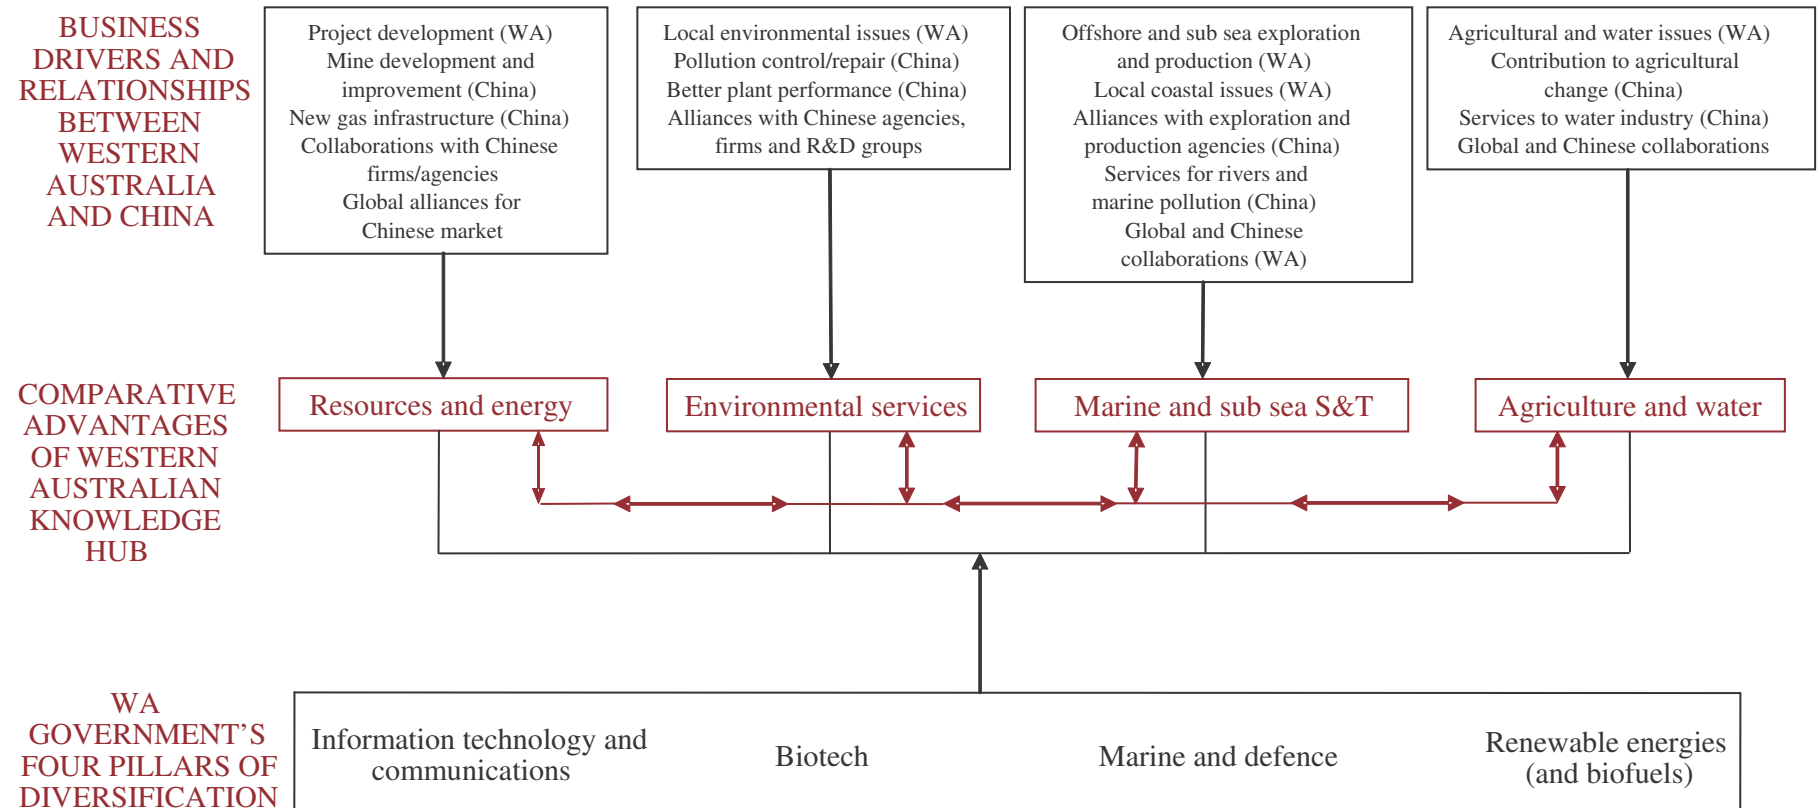 BUSINESS
DRIVERS AND
RELATIONSHIPS
BETWEEN
WESTERN
AUSTRALIA
AND CHINA
Project development (WA)
Mine development and
improvement (China)
New gas infrastructure (China)
Collaborations with Chinese
firms/agencies
Global alliances for
Chinese market
Local environmental issues (WA)
Pollution control/repair (China)
Better plant performance (China)
Alliances with Chinese agencies,
firms and R&D groups
Offshore and sub sea exploration
and production (WA)
Local coastal issues (WA)
Alliances with exploration and
production agencies (China)
Services for rivers and
marine pollution (China)
Global and Chinese
collaborations (WA)
Agricultural and water issues (WA)
Contribution to agricultural
change (China)
Services to water industry (China)
Global and Chinese collaborations
COMPARATIVE
ADVANTAGES
OF WESTERN
AUSTRALIAN
KNOWLEDGE
HUB
Resources and energy
Environmental services
Marine and sub sea S&T
Agriculture and water
WA
GOVERNMENT'S
FOUR PILLARS OF
DIVERSIFICATION
Information technology and
communications
Biotech
Marine and defence
Renewable energies
(and biofuels)